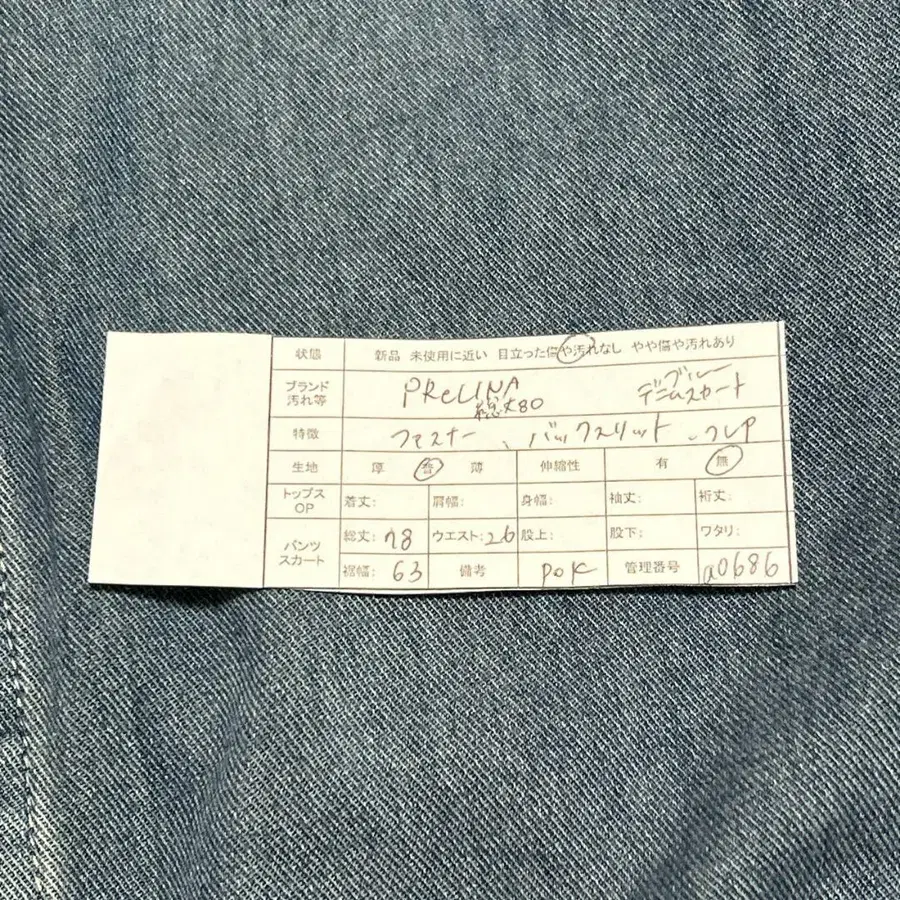 状態 新品 未使用に近い 目立った傷や汚れなし やや傷や汚れあり
ブランド 汚れ等 PReLINA ブルー
総丈80 デニムスカート
特徴 ファスナー、バックスリット、フレア
生地 厚 普 薄 伸縮性 有 無
トップス OP 着丈: 肩幅: 身幅: 袖丈: 裄丈:
パンツ スカート 総丈: 78 ウエスト: 26 股上: 股下: ワタリ:
裾幅: 63 備考 POK 管理番号 a0686